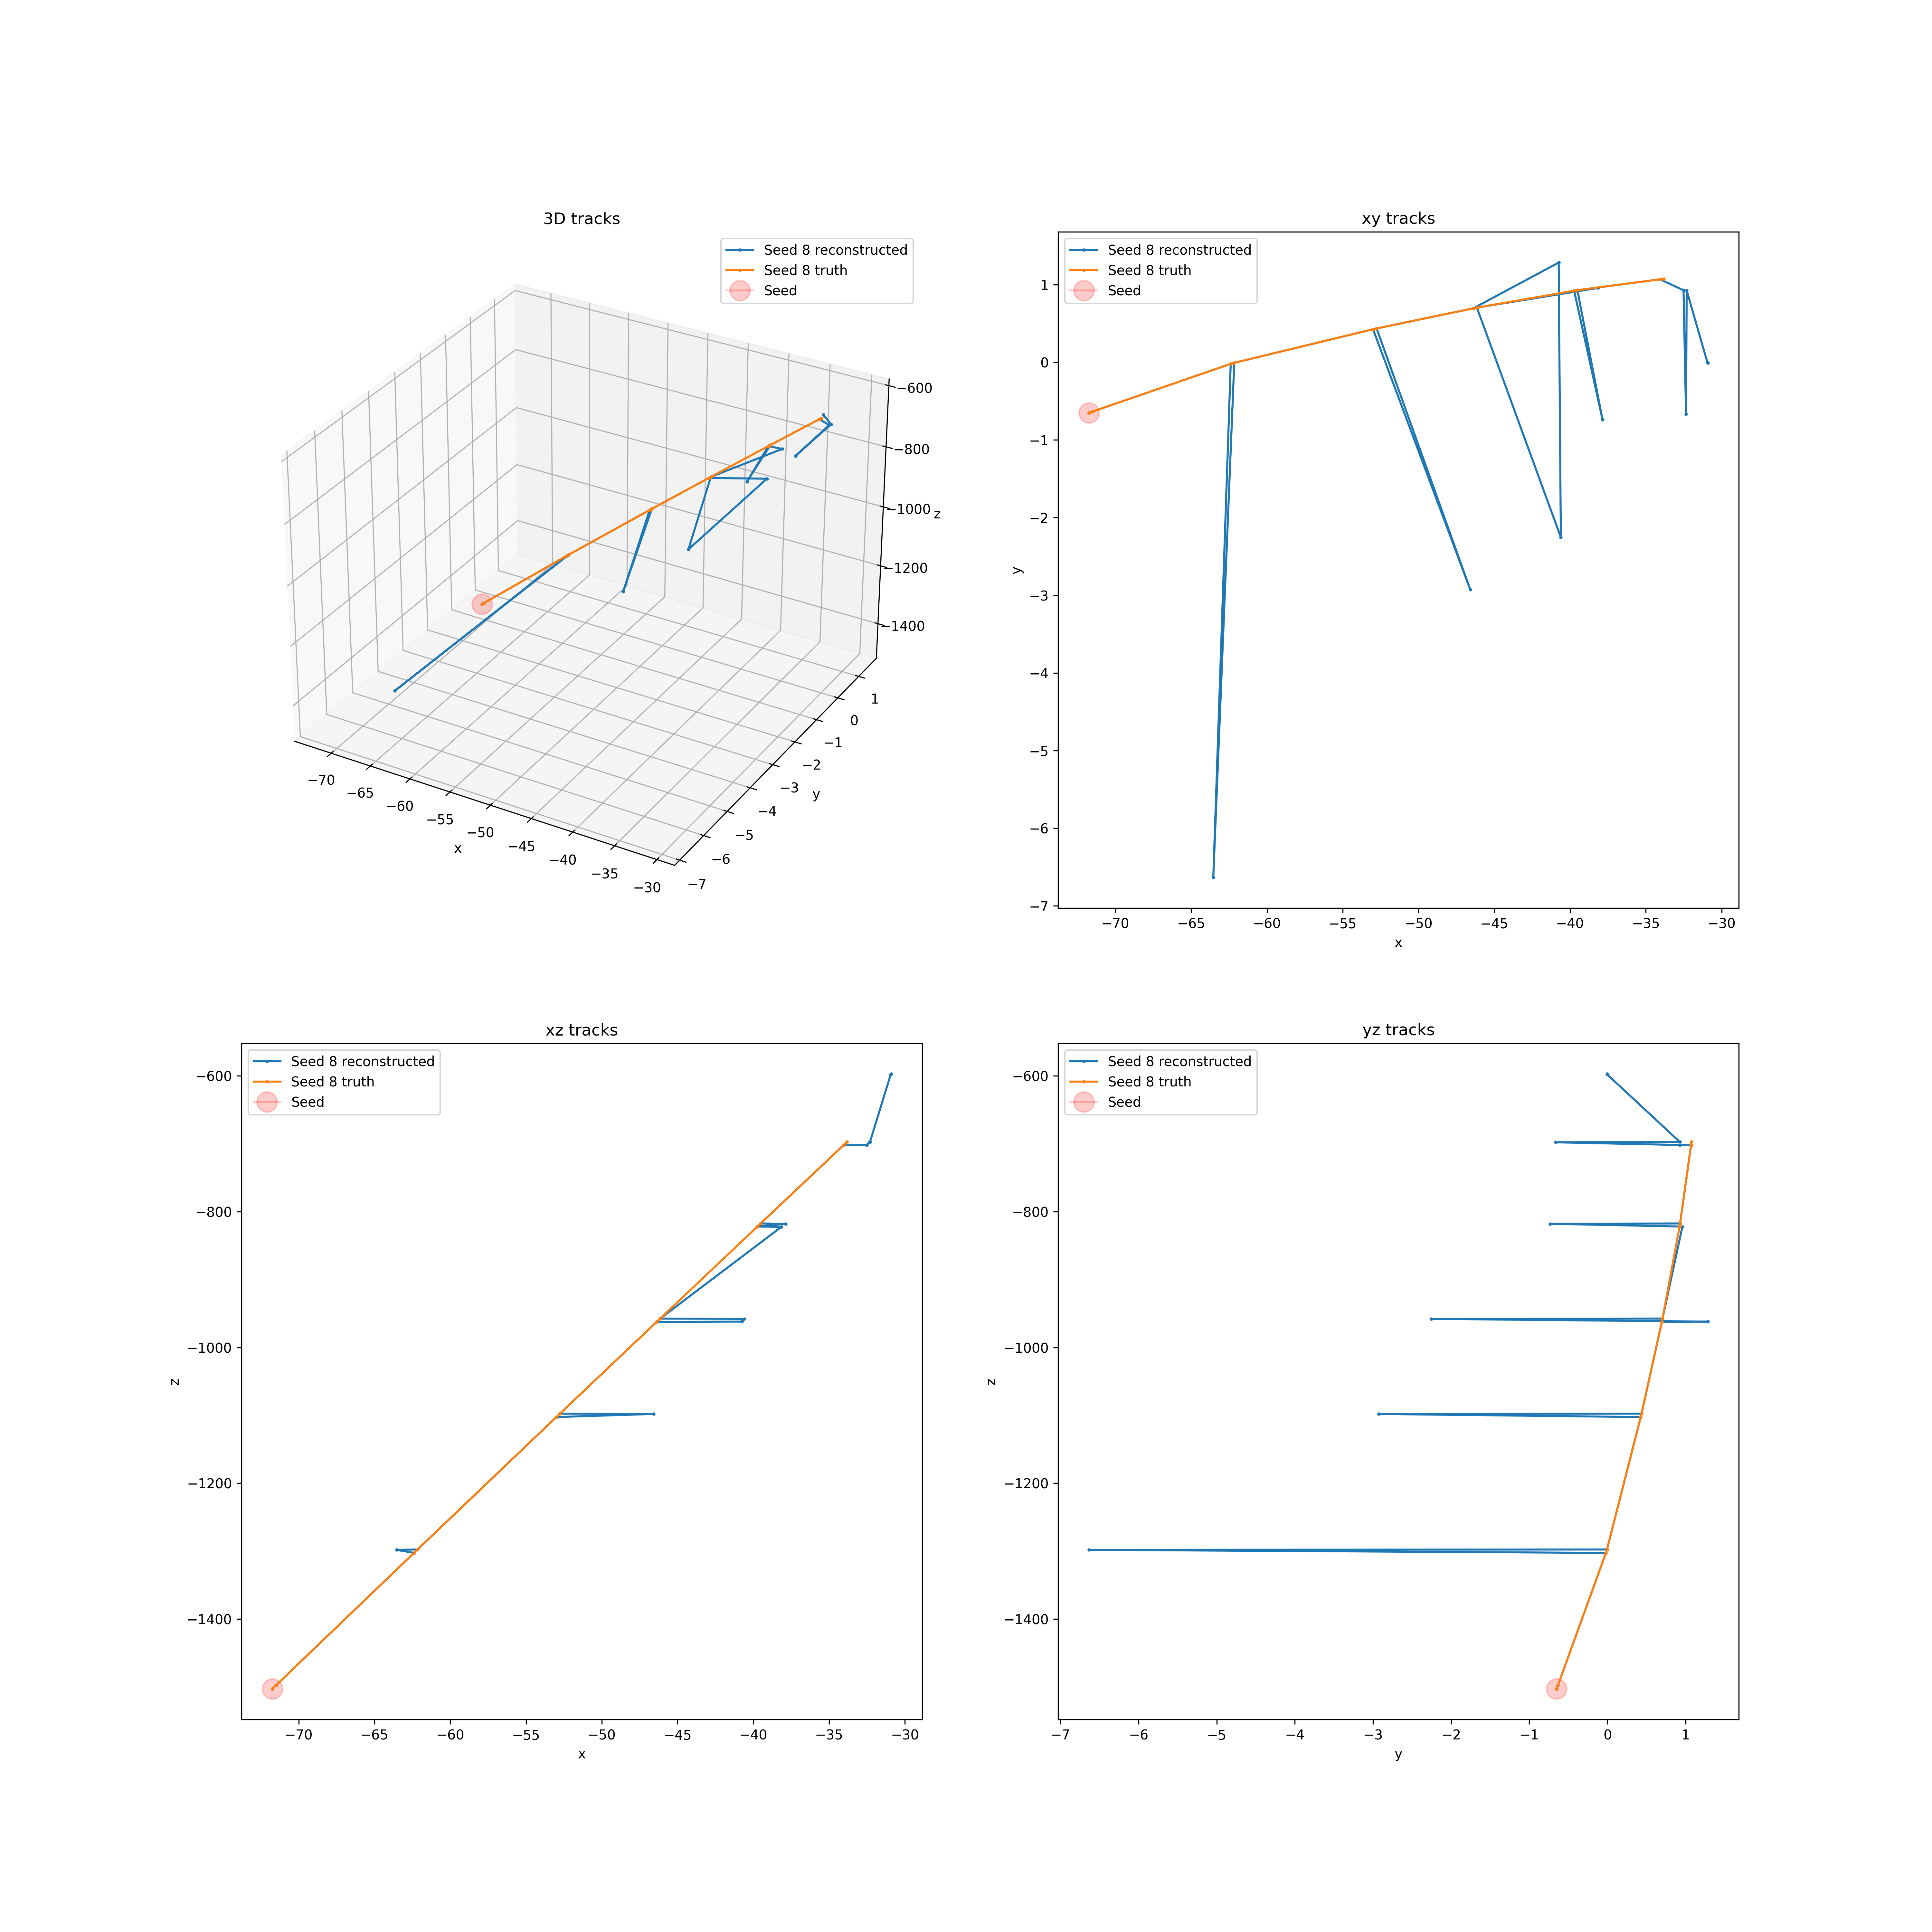 3D tracks
Seed 8 reconstructed
Seed 8 truth
Seed
−600
−800
−1000
−1200
−1400
z
1
0
−1
−2
−3
−4
−5
−6
−7
y
−70
−65
−60
−55
−50
−45
−40
−35
−30
x
xy tracks
Seed 8 reconstructed
Seed 8 truth
Seed
1
0
−1
−2
−3
−4
−5
−6
−7
y
−70 −65 −60 −55 −50 −45 −40 −35 −30
x
xz tracks
Seed 8 reconstructed
Seed 8 truth
Seed
−600
−800
−1000
−1200
−1400
z
−70 −65 −60 −55 −50 −45 −40 −35 −30
x
yz tracks
Seed 8 reconstructed
Seed 8 truth
Seed
−600
−800
−1000
−1200
−1400
z
−7 −6 −5 −4 −3 −2 −1 0 1
y